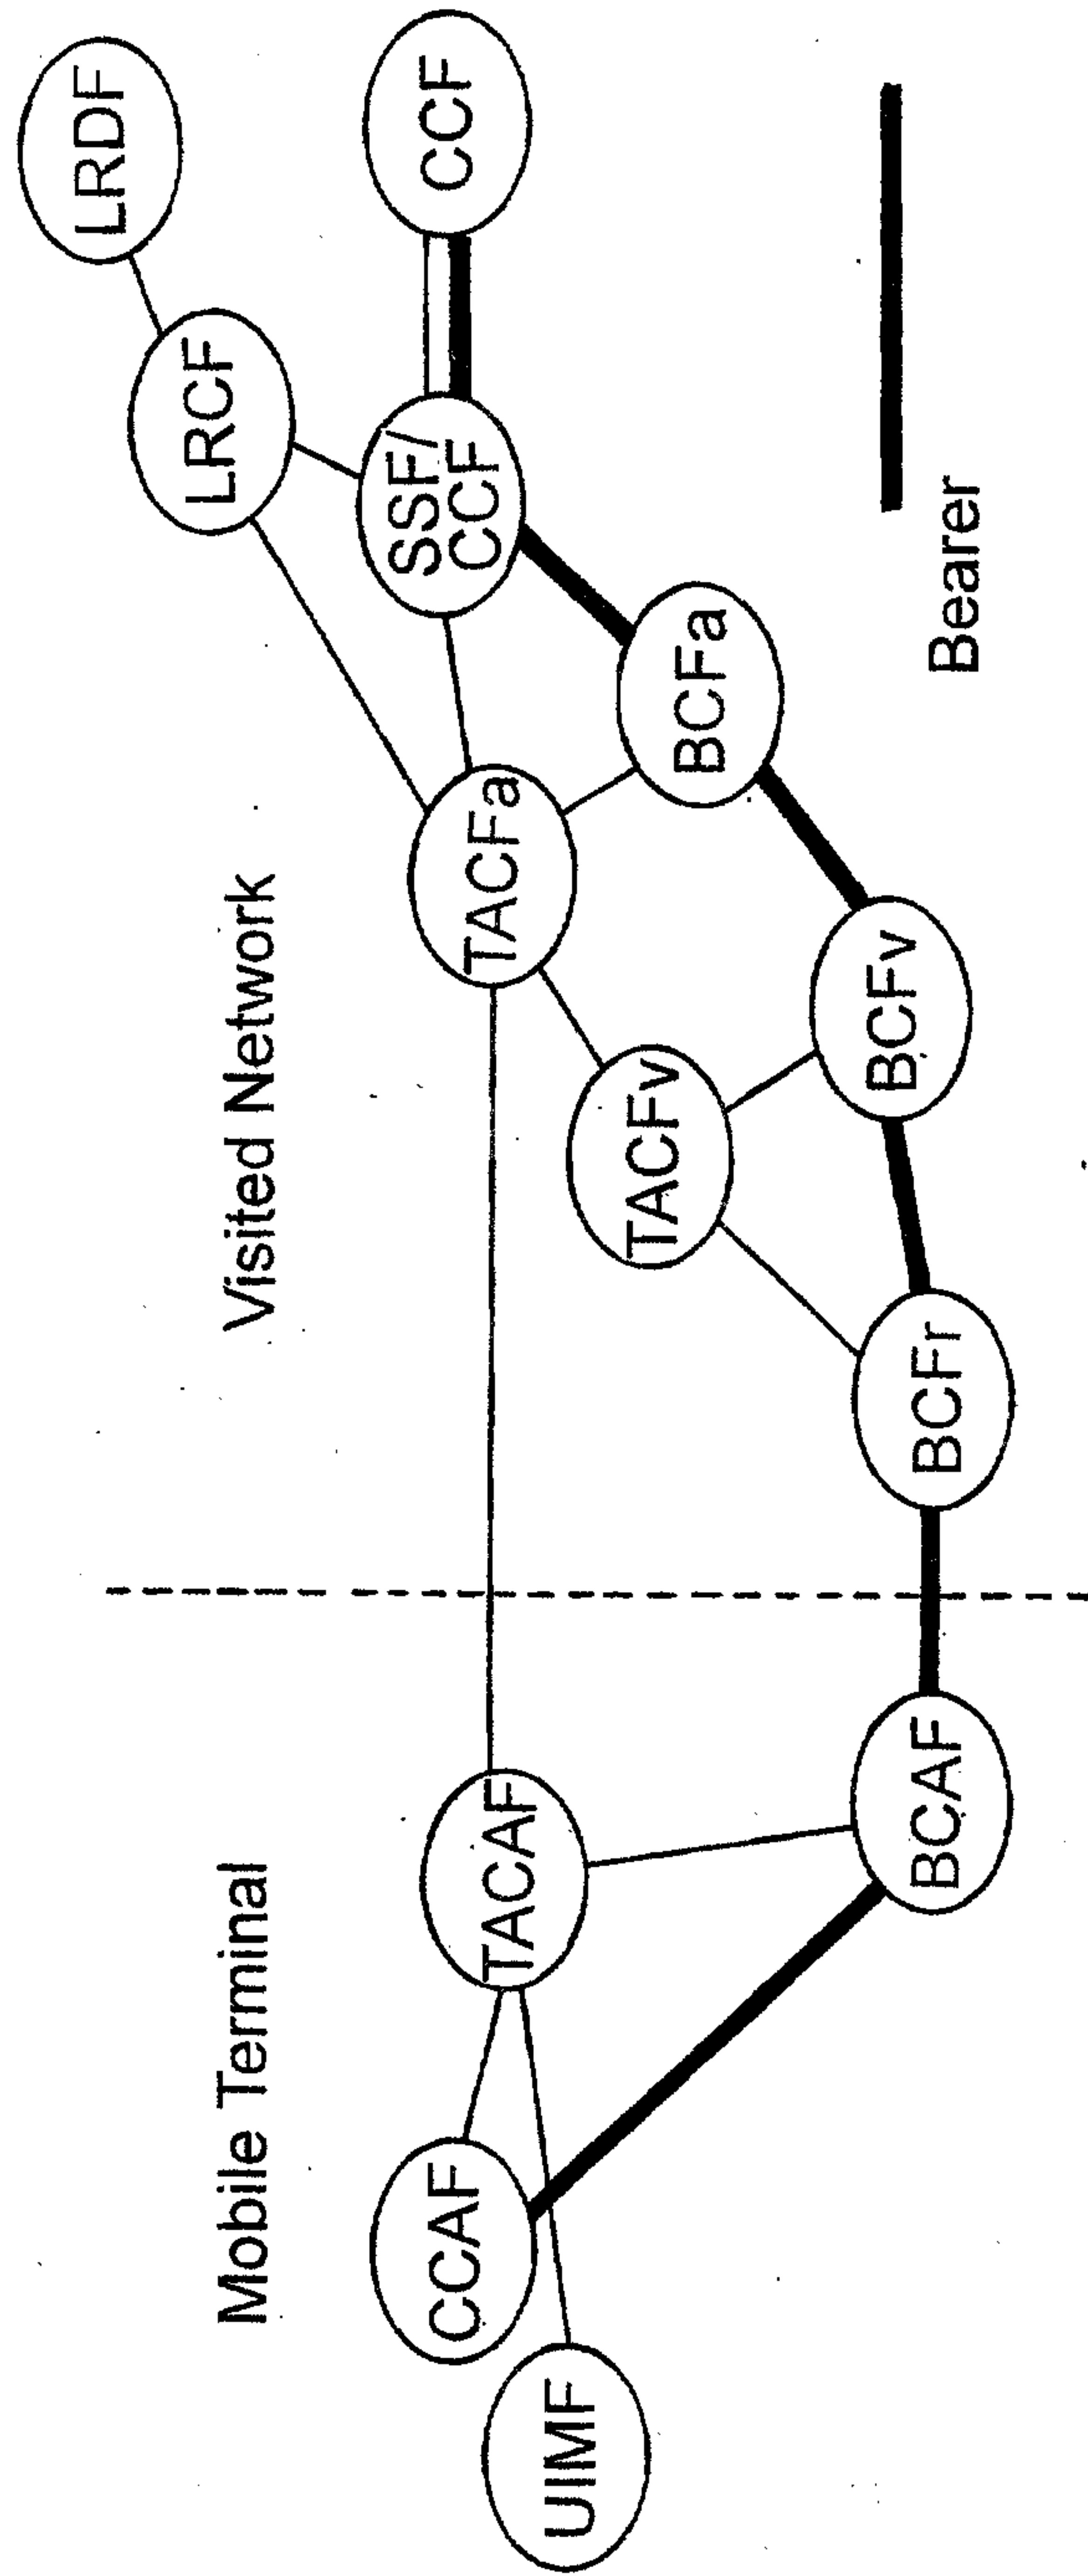 Mobile Terminal
Visited Network
LRDF
LRCF
CCAF
TACAF
TACFa
SSF/
CCF
CCF
UIMF
TACFv
BCFa
BCAF
BCFr
BCFv
Bearer